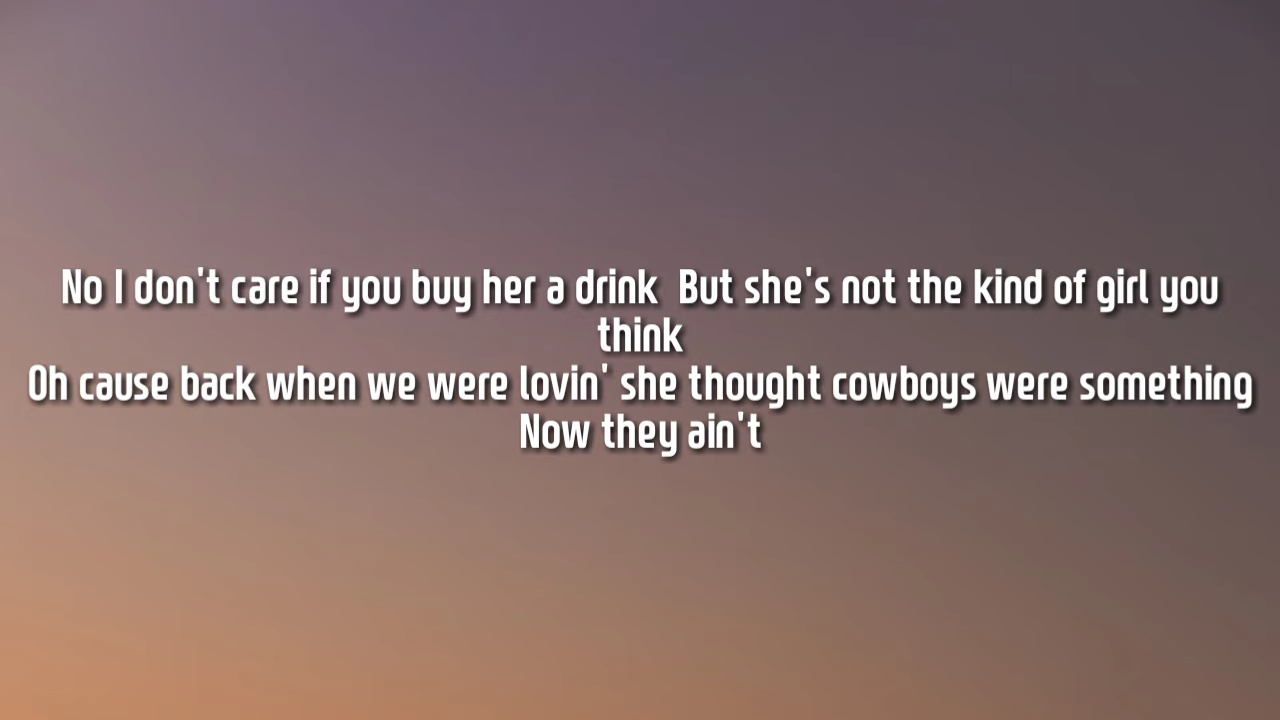 No I don't care if you buy her a drink  But she's not the kind of girl you
think
Oh cause back when we were lovin' she thought cowboys were something
Now they ain't